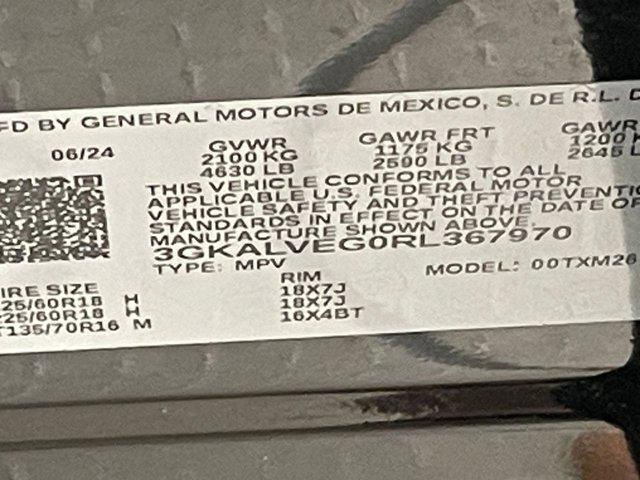 FD BY GENERAL MOTORS DE MEXICO, S. DE R.L. D
06/24 GVWR GAWR FRT GAWR
2100 KG 1175 KG 1200 K
4630 LB 2590 LB 2645 L
THIS VEHICLE CONFORMS TO ALL
APPLICABLE U.S. FEDERAL MOTOR
VEHICLE SAFETY AND THEFT PREVENTI
STANDARDS IN EFFECT ON THE DATE OF
MANUFACTURE SHOWN ABOVE.
3GKALVEG0RL367970
TYPE: MPV MODEL: 00TXM26
IRE SIZE RIM
25/60R18 H 18X7J
25/60R18 H 18X7J
T135/70R16 M 16X4BT